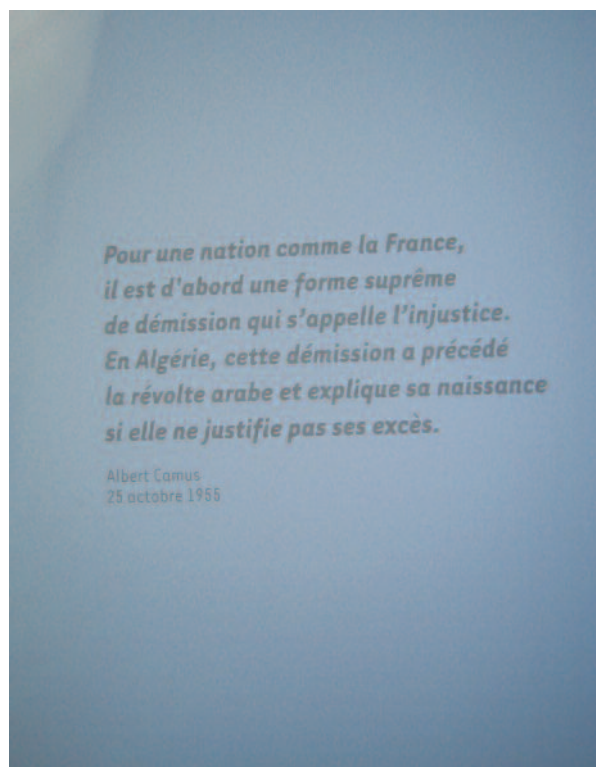 Pour une nation comme la France,
il est d'abord une forme suprême
de démission qui s'appelle l'injustice.
En Algérie, cette démission a précédé
la révolte arabe et explique sa naissance
si elle ne justifie pas ses excès.
Albert Camus
25 octobre 1955